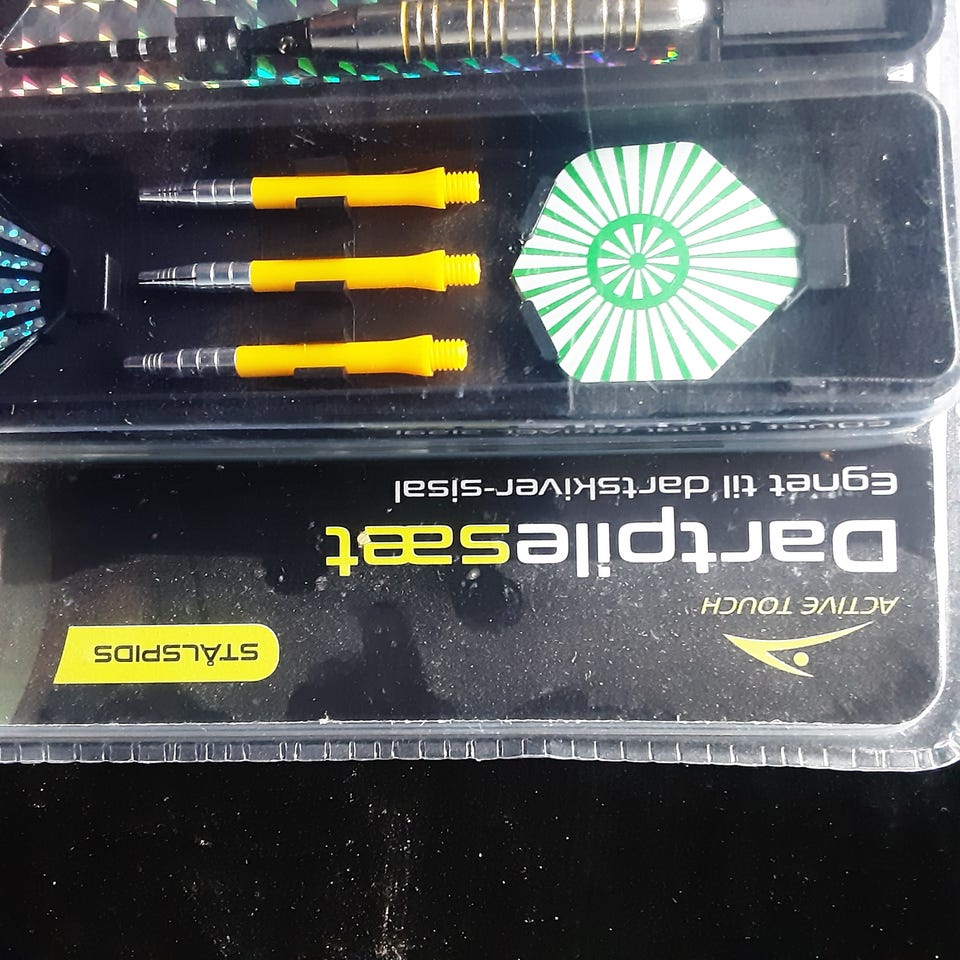 ACTIVE TOUCH
Dartpilesæt
Egnet til dartskiver-sisal
STÅLSPIDS